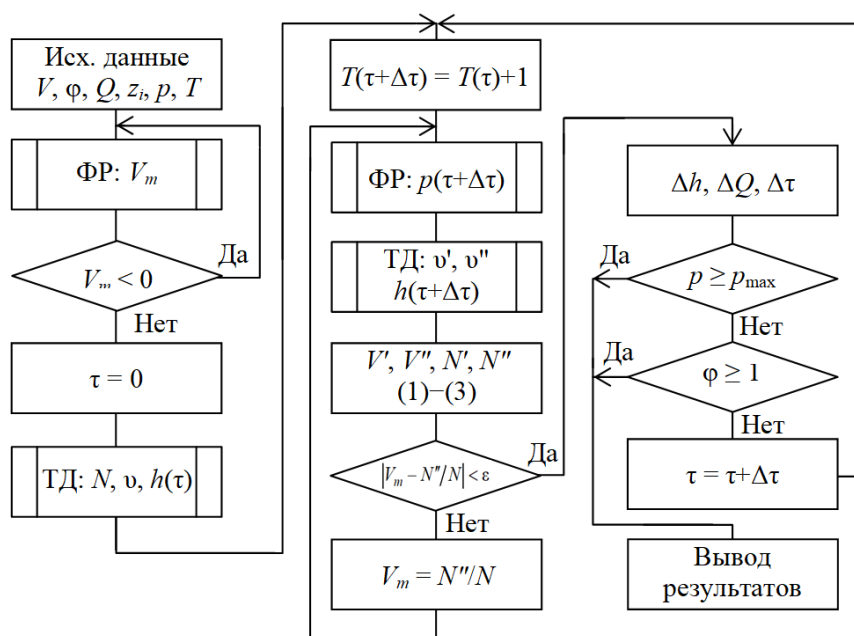 Исх. данные
V, φ, Q, zi, p, T
ФР: Vm
Vm < 0
Да
Нет
τ = 0
ТД: N, υ, h(τ)
T(τ+Δτ) = T(τ)+1
ФР: p(τ+Δτ)
ТД: υ', υ"
h(τ+Δτ)
V', V", N', N"
(1)−(3)
|Vm − N"/N| < ε
Да
Нет
Vm = N"/N
Δh, ΔQ, Δτ
Да
p ≥ pmax
Нет
Да
φ ≥ 1
Нет
τ = τ+Δτ
Вывод
результатов